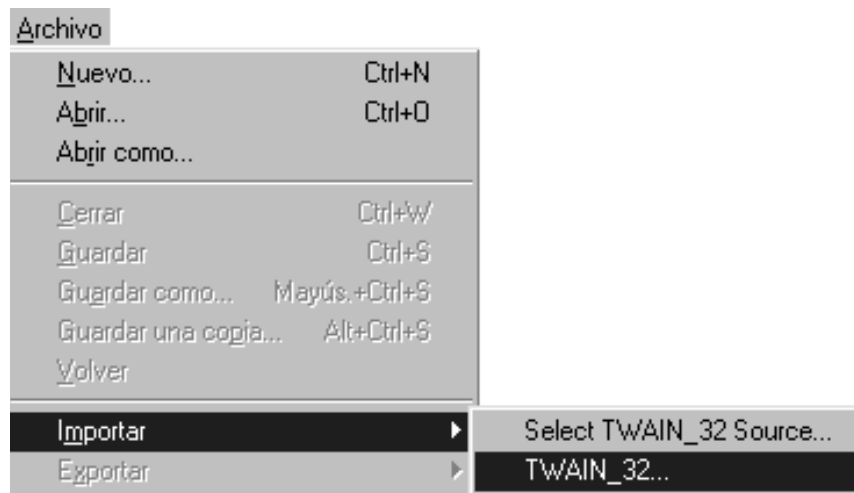 Archivo
Nuevo... Ctrl+N
Abrir... Ctrl+O
Abrir como...
Cerrar Ctrl+W
Guardar Ctrl+S
Guardar como... Mayús.+Ctrl+S
Guardar una copia... Alt+Ctrl+S
Volver
Importar Select TWAIN_32 Source...
Exportar TWAIN_32...